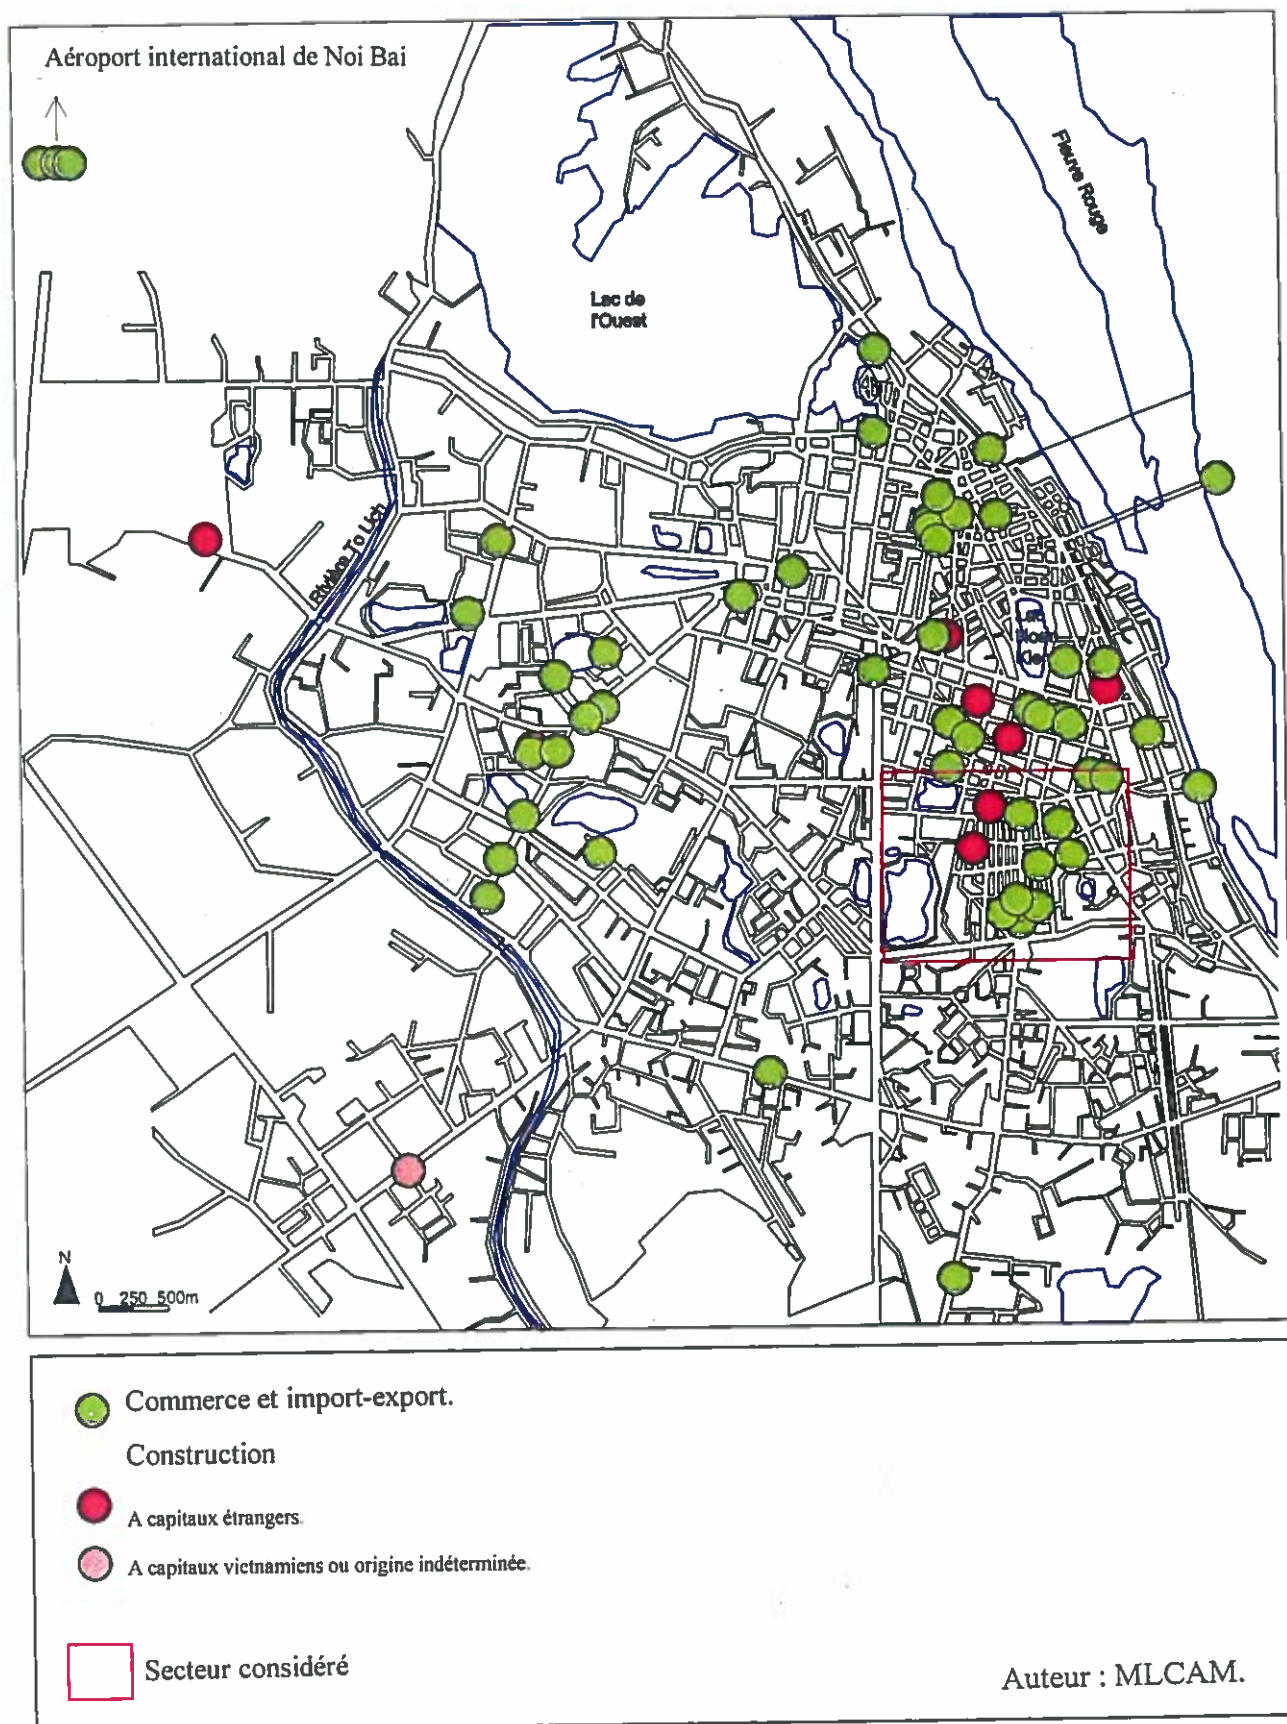 Aéroport international de Noi Bai
Fleuve Rouge
Lac de
l'Ouest
Rivière To Lich
Lac
N
0 250 500m
Commerce et import-export.
Construction
A capitaux étrangers.
A capitaux vietnamiens ou origine indéterminée.
Secteur considéré
Auteur : MLCAM.